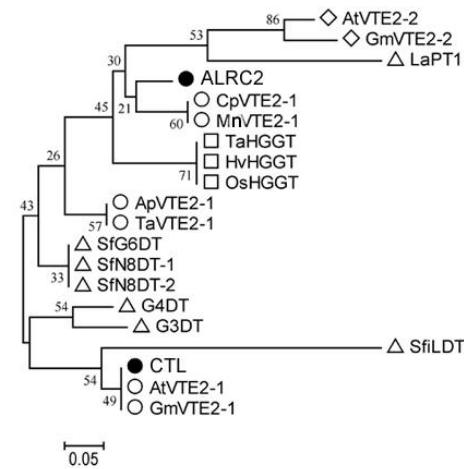 86
AtVTE2-2
53
GmVTE2-2
LaPT1
30
ALRC2
21
CpVTE2-1
45
60
MnVTE2-1
TaHGGT
HvHGGT
71
OsHGGT
26
ApVTE2-1
57
TaVTE2-1
43
SfG6DT
SfN8DT-1
33
SfN8DT-2
54
G4DT
G3DT
SfiLDT
CTL
54
AtVTE2-1
49
GmVTE2-1
0.05